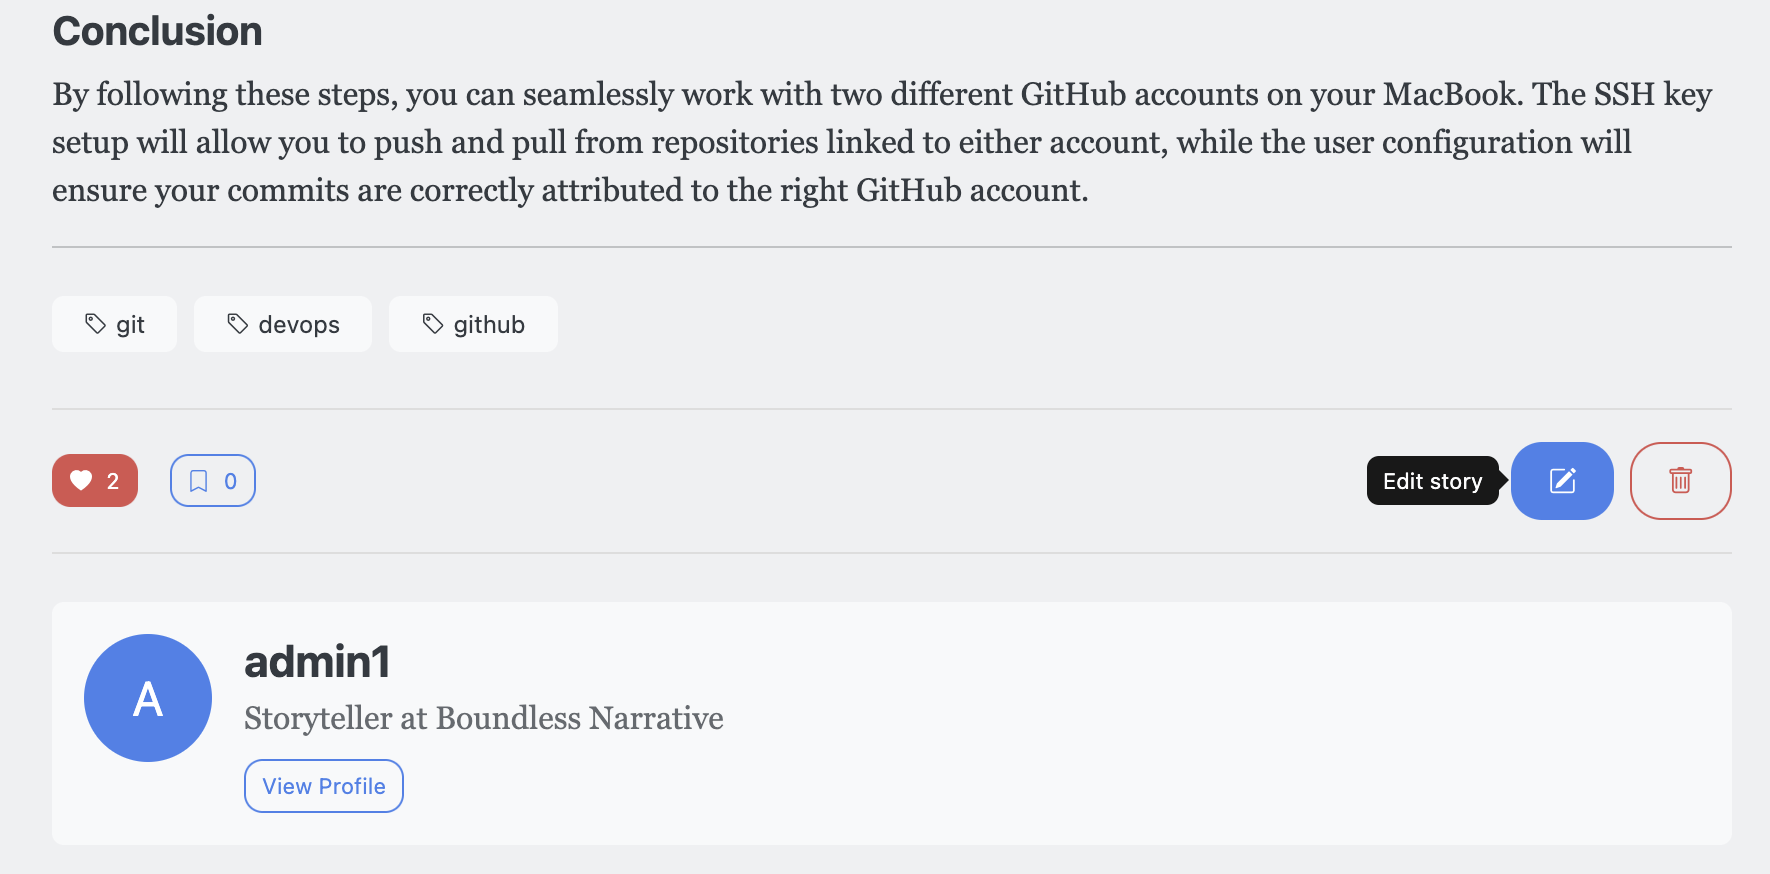 Conclusion
By following these steps, you can seamlessly work with two different GitHub accounts on your MacBook. The SSH key
setup will allow you to push and pull from repositories linked to either account, while the user configuration will
ensure your commits are correctly attributed to the right GitHub account.
git devops github
2 0 Edit story
A
admin1
Storyteller at Boundless Narrative
View Profile